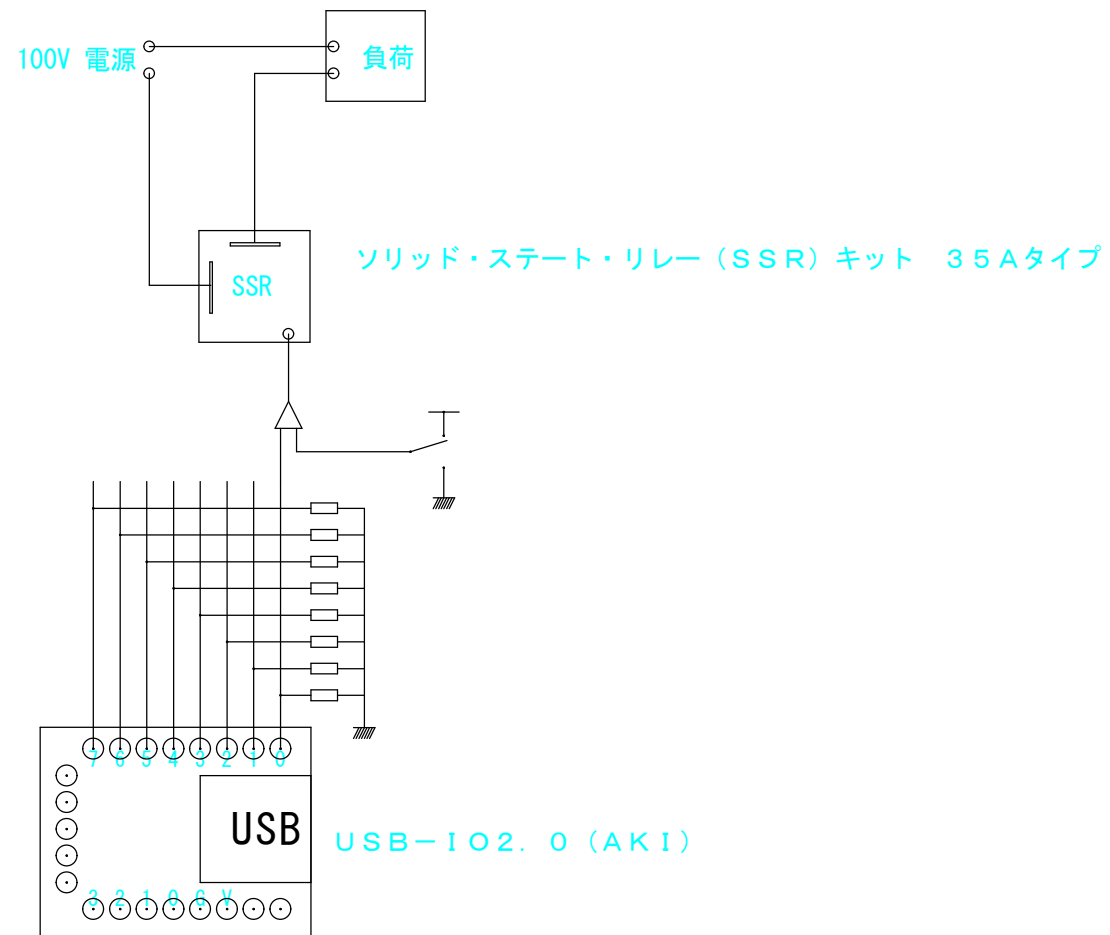 100V 電源
負荷
ソリッド・ステート・リレー（ＳＳＲ）キット　３５Ａタイプ
SSR
7 6 5 4 3 2 1 0
USB
ＵＳＢ－ＩＯ２．０（ＡＫＩ）
3 2 1 0 G V